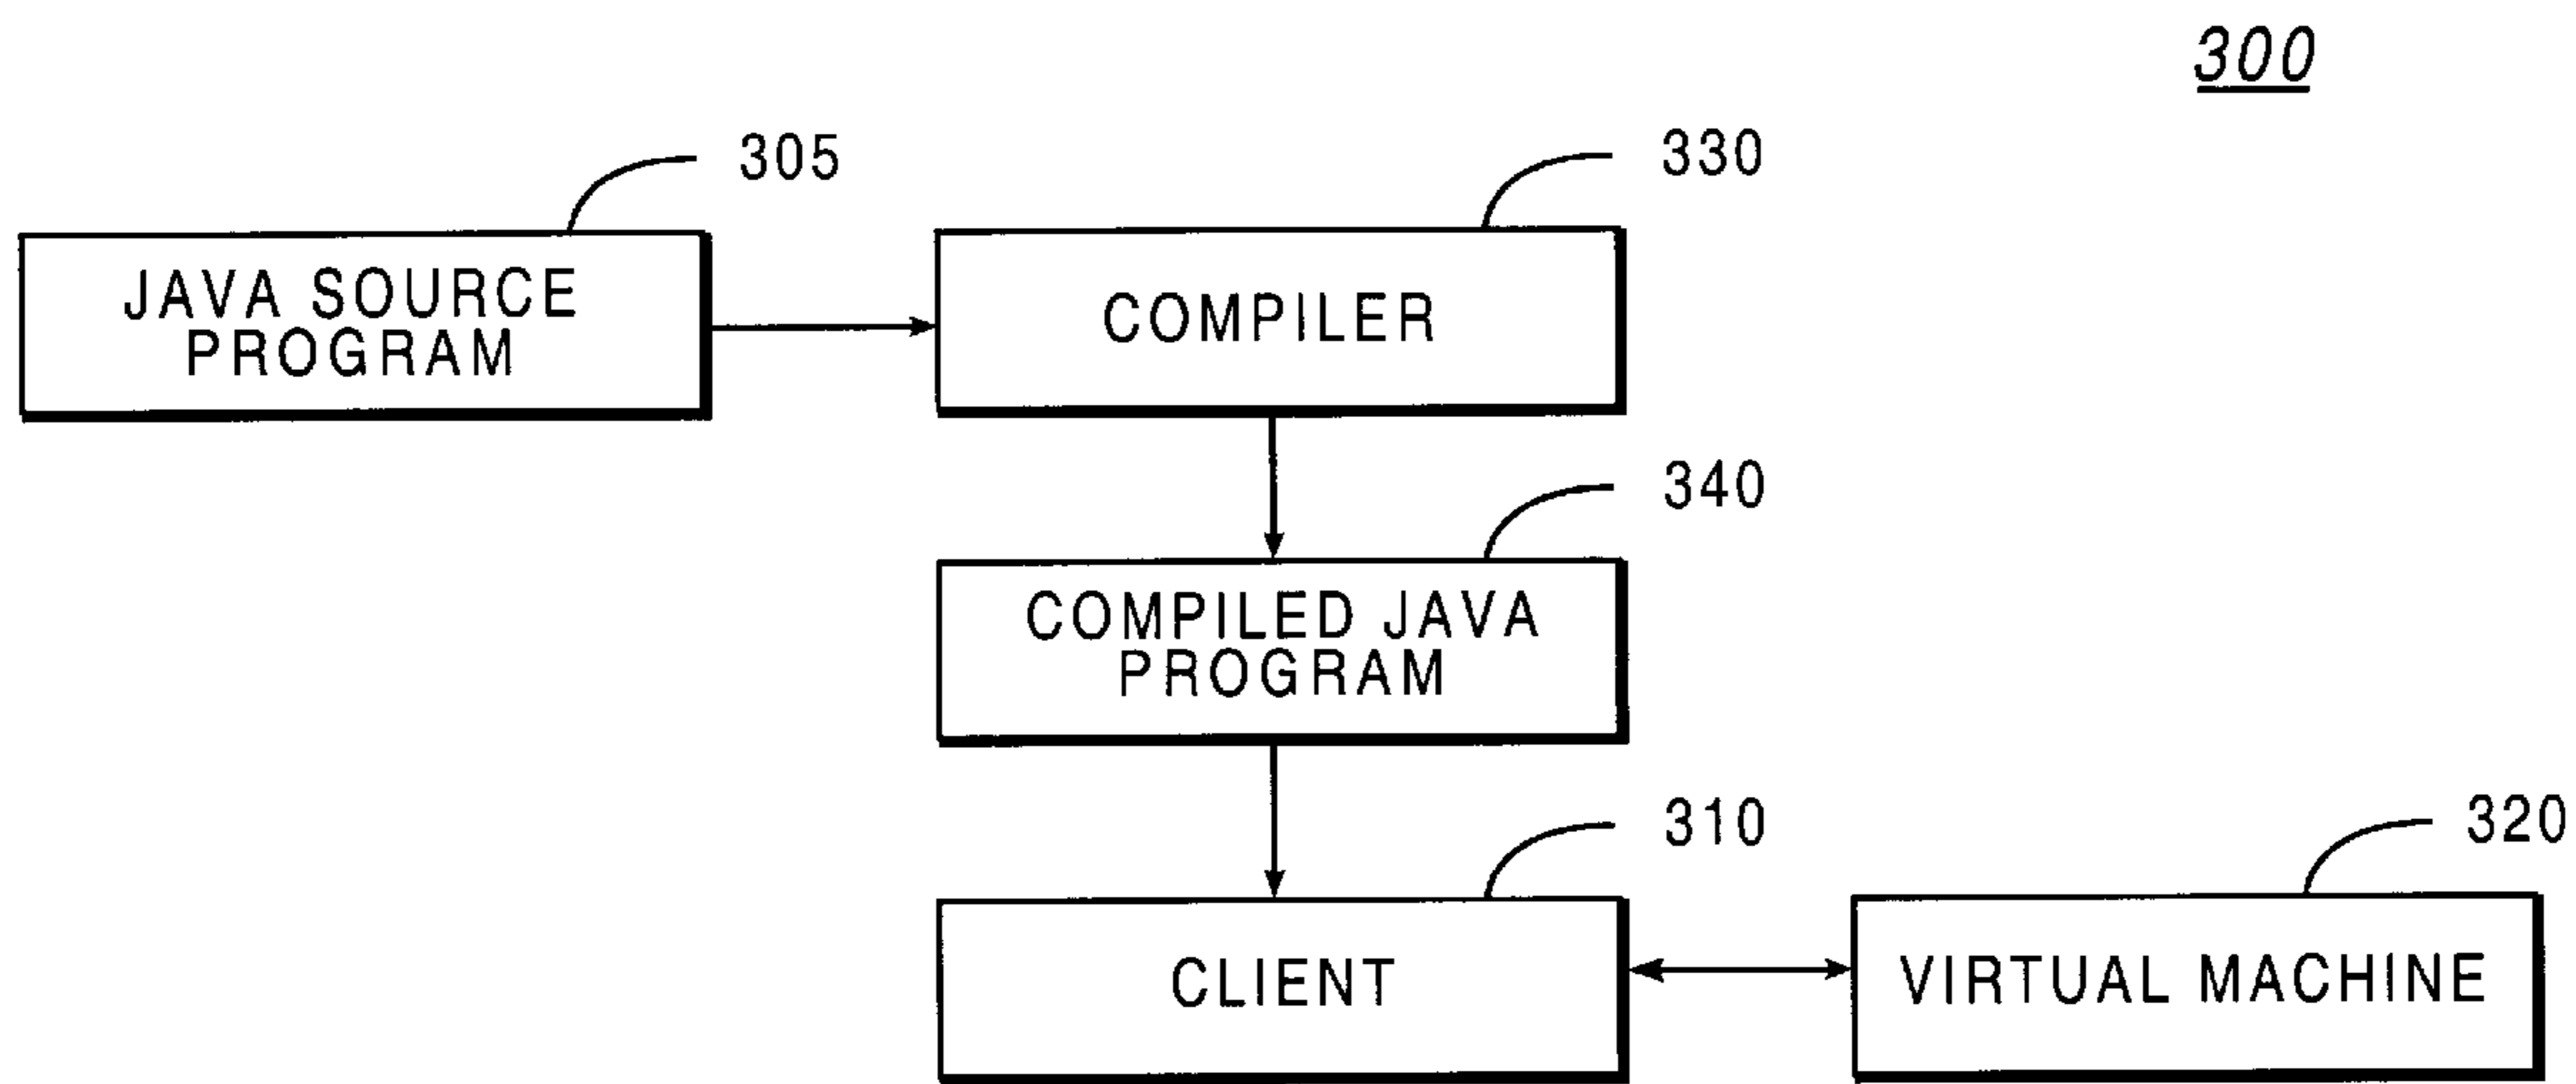 300
305
330
JAVA SOURCE
PROGRAM
COMPILER
340
COMPILED JAVA
PROGRAM
310
320
CLIENT
VIRTUAL MACHINE